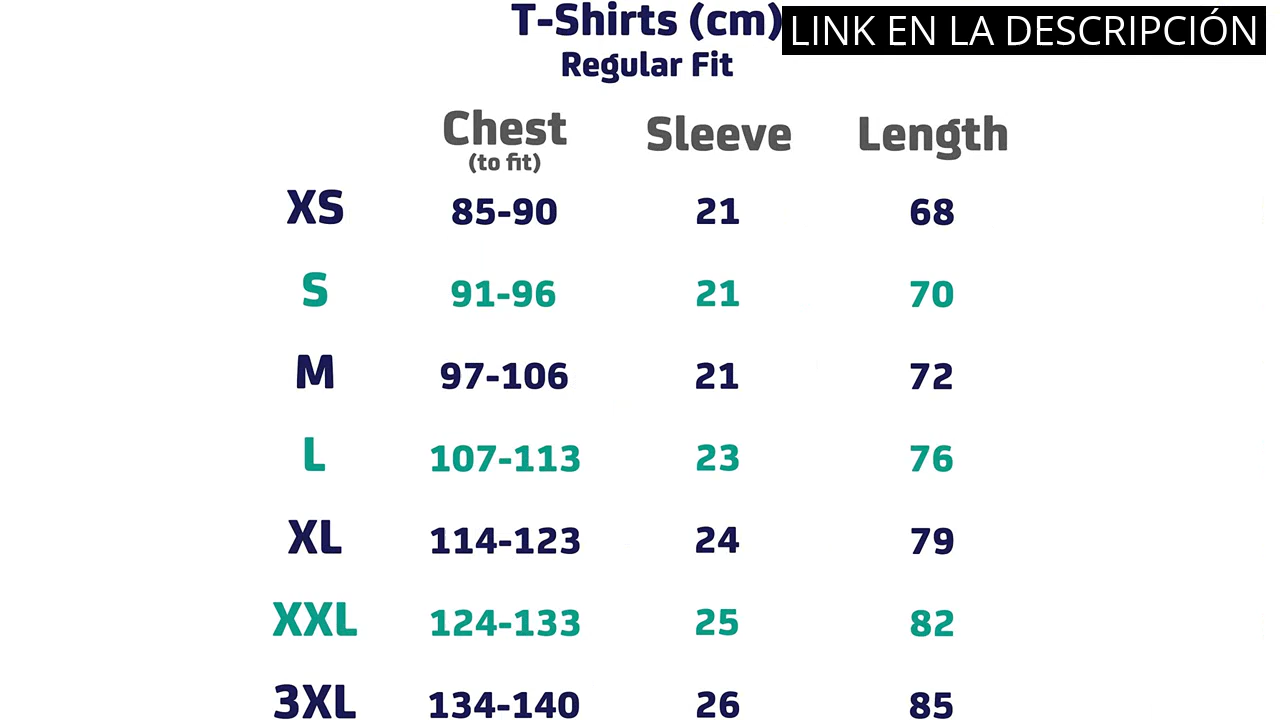 T-Shirts (cm)
LINK EN LA DESCRIPCIÓN
Regular Fit
Chest Sleeve Length
(to fit)
XS 85-90 21 68
S 91-96 21 70
M 97-106 21 72
L 107-113 23 76
XL 114-123 24 79
XXL 124-133 25 82
3XL 134-140 26 85